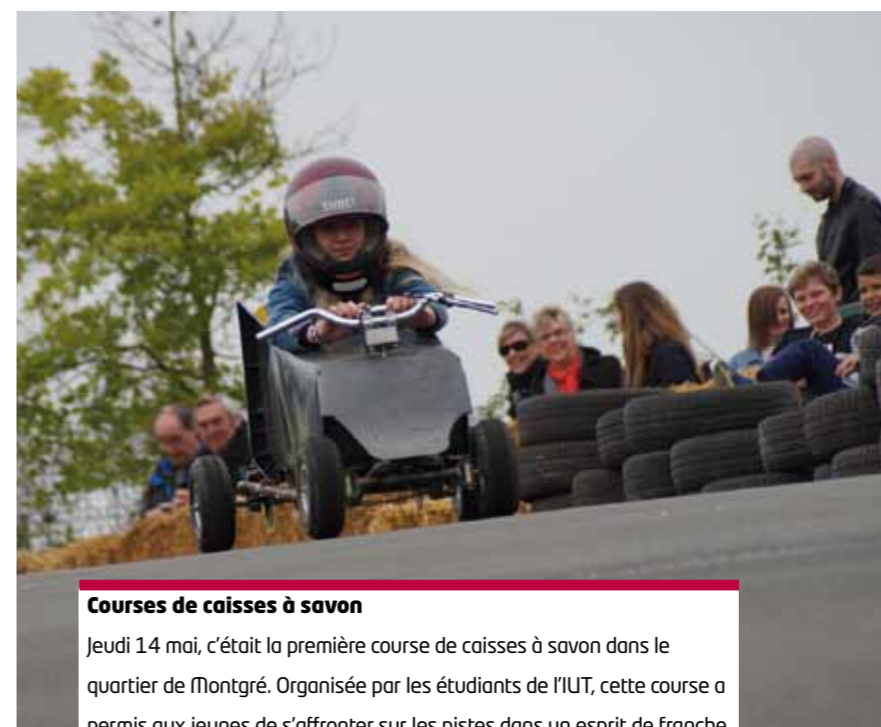 Courses de caisses à savon
Jeudi 14 mai, c'était la première course de caisses à savon dans le
quartier de Montgré. Organisée par les étudiants de l'IUT, cette course a
permis aux jeunes de s'affronter sur les pistes dans un esprit de franche